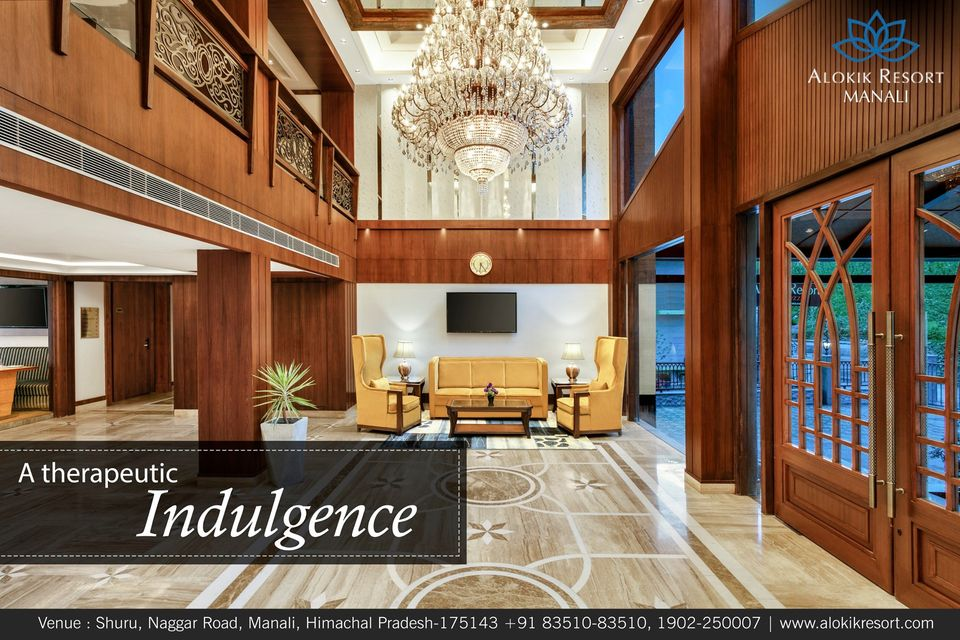 ALOKIK RESORT
MANALI
A therapeutic
Indulgence
Venue : Shuru, Naggar Road, Manali, Himachal Pradesh-175143 +91 83510-83510, 1902-250007 | www.alokikresort.com